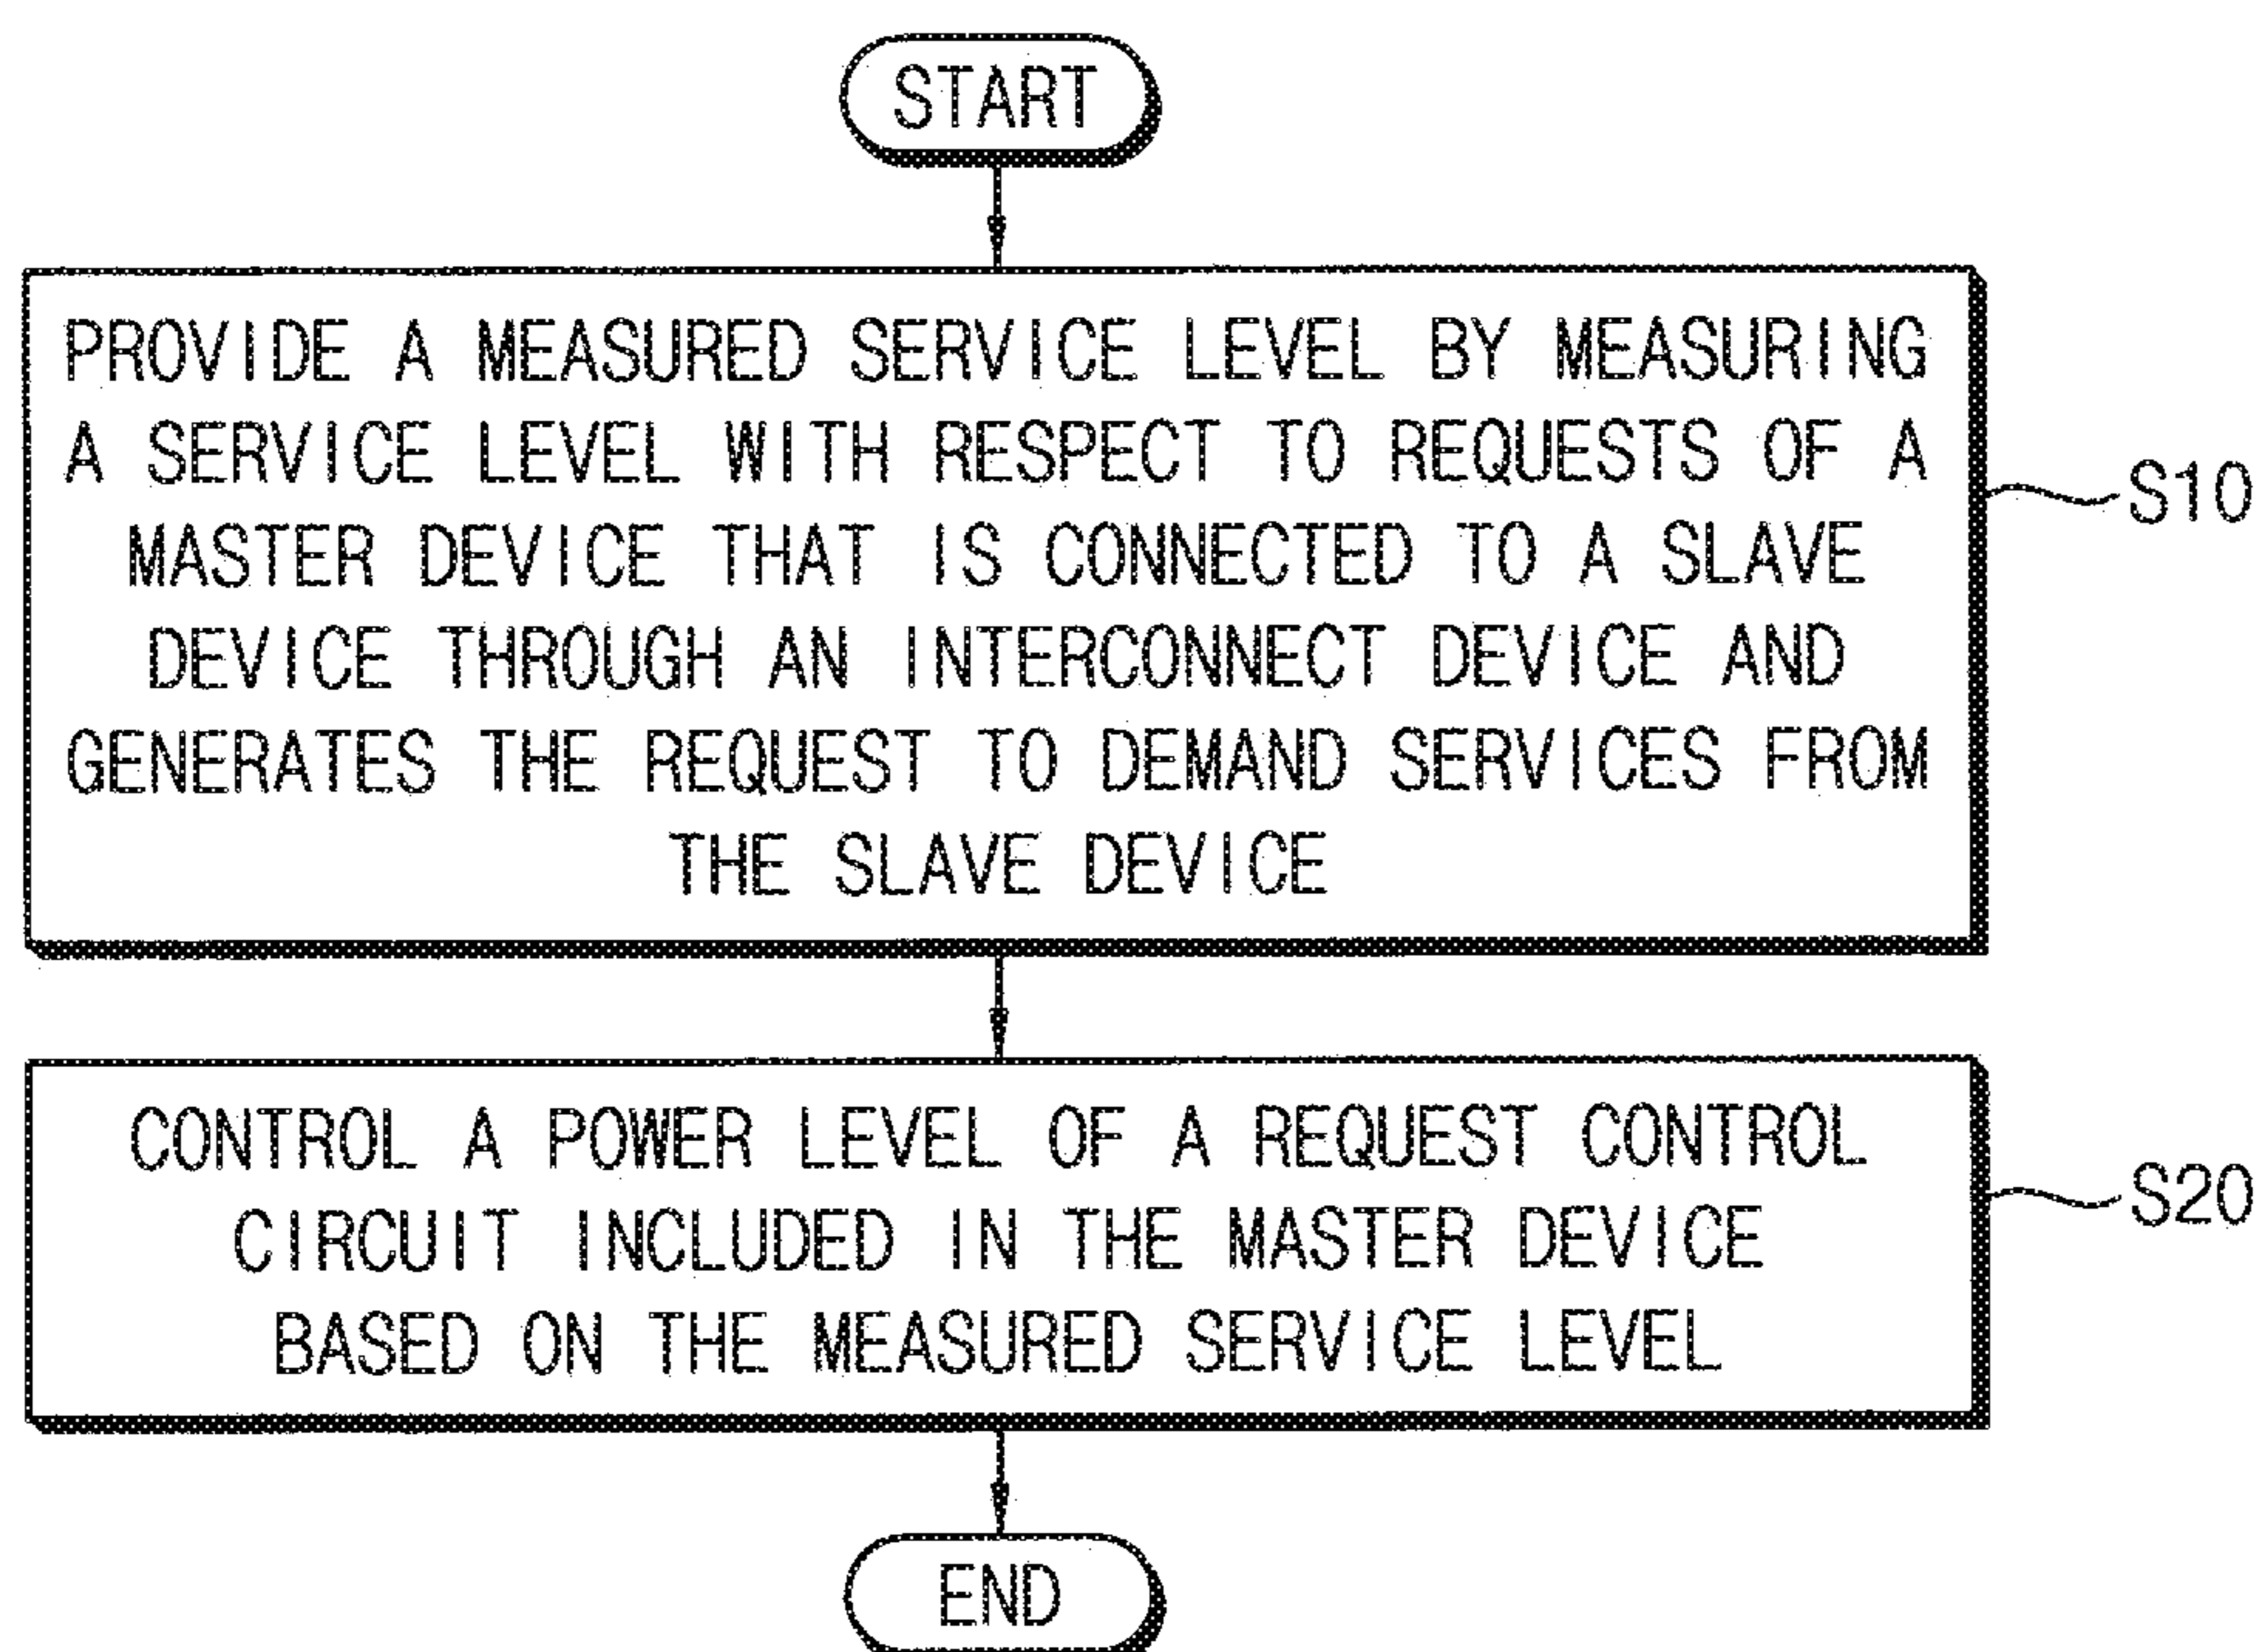 START
PROVIDE A MEASURED SERVICE LEVEL BY MEASURING
A SERVICE LEVEL WITH RESPECT TO REQUESTS OF A
MASTER DEVICE THAT IS CONNECTED TO A SLAVE
DEVICE THROUGH AN INTERCONNECT DEVICE AND
GENERATES THE REQUEST TO DEMAND SERVICES FROM
THE SLAVE DEVICE
S10
CONTROL A POWER LEVEL OF A REQUEST CONTROL
CIRCUIT INCLUDED IN THE MASTER DEVICE
BASED ON THE MEASURED SERVICE LEVEL
S20
END